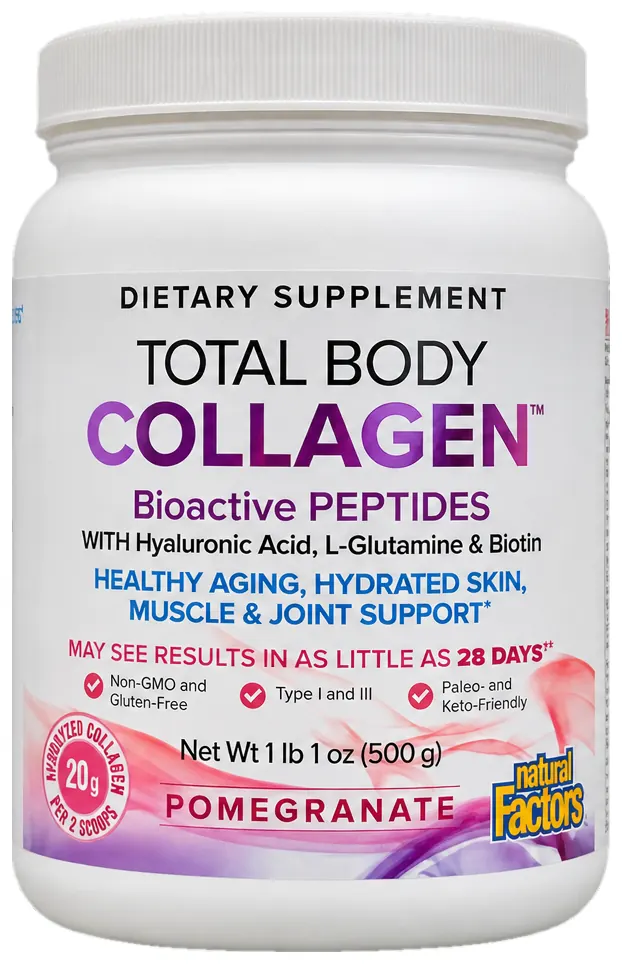 DIETARY SUPPLEMENT
TOTAL BODY
COLLAGEN™
Bioactive PEPTIDES
WITH Hyaluronic Acid, L-Glutamine & Biotin
HEALTHY AGING, HYDRATED SKIN,
MUSCLE & JOINT SUPPORT*
MAY SEE RESULTS IN AS LITTLE AS 28 DAYS‡‡
Non-GMO and
Gluten-Free
Type I and III
Paleo- and
Keto-Friendly
COLLAGEN
20g
PER 2 SCOOPS
Net Wt 1 lb 1 oz (500 g)
POMEGRANATE
natural
Factors